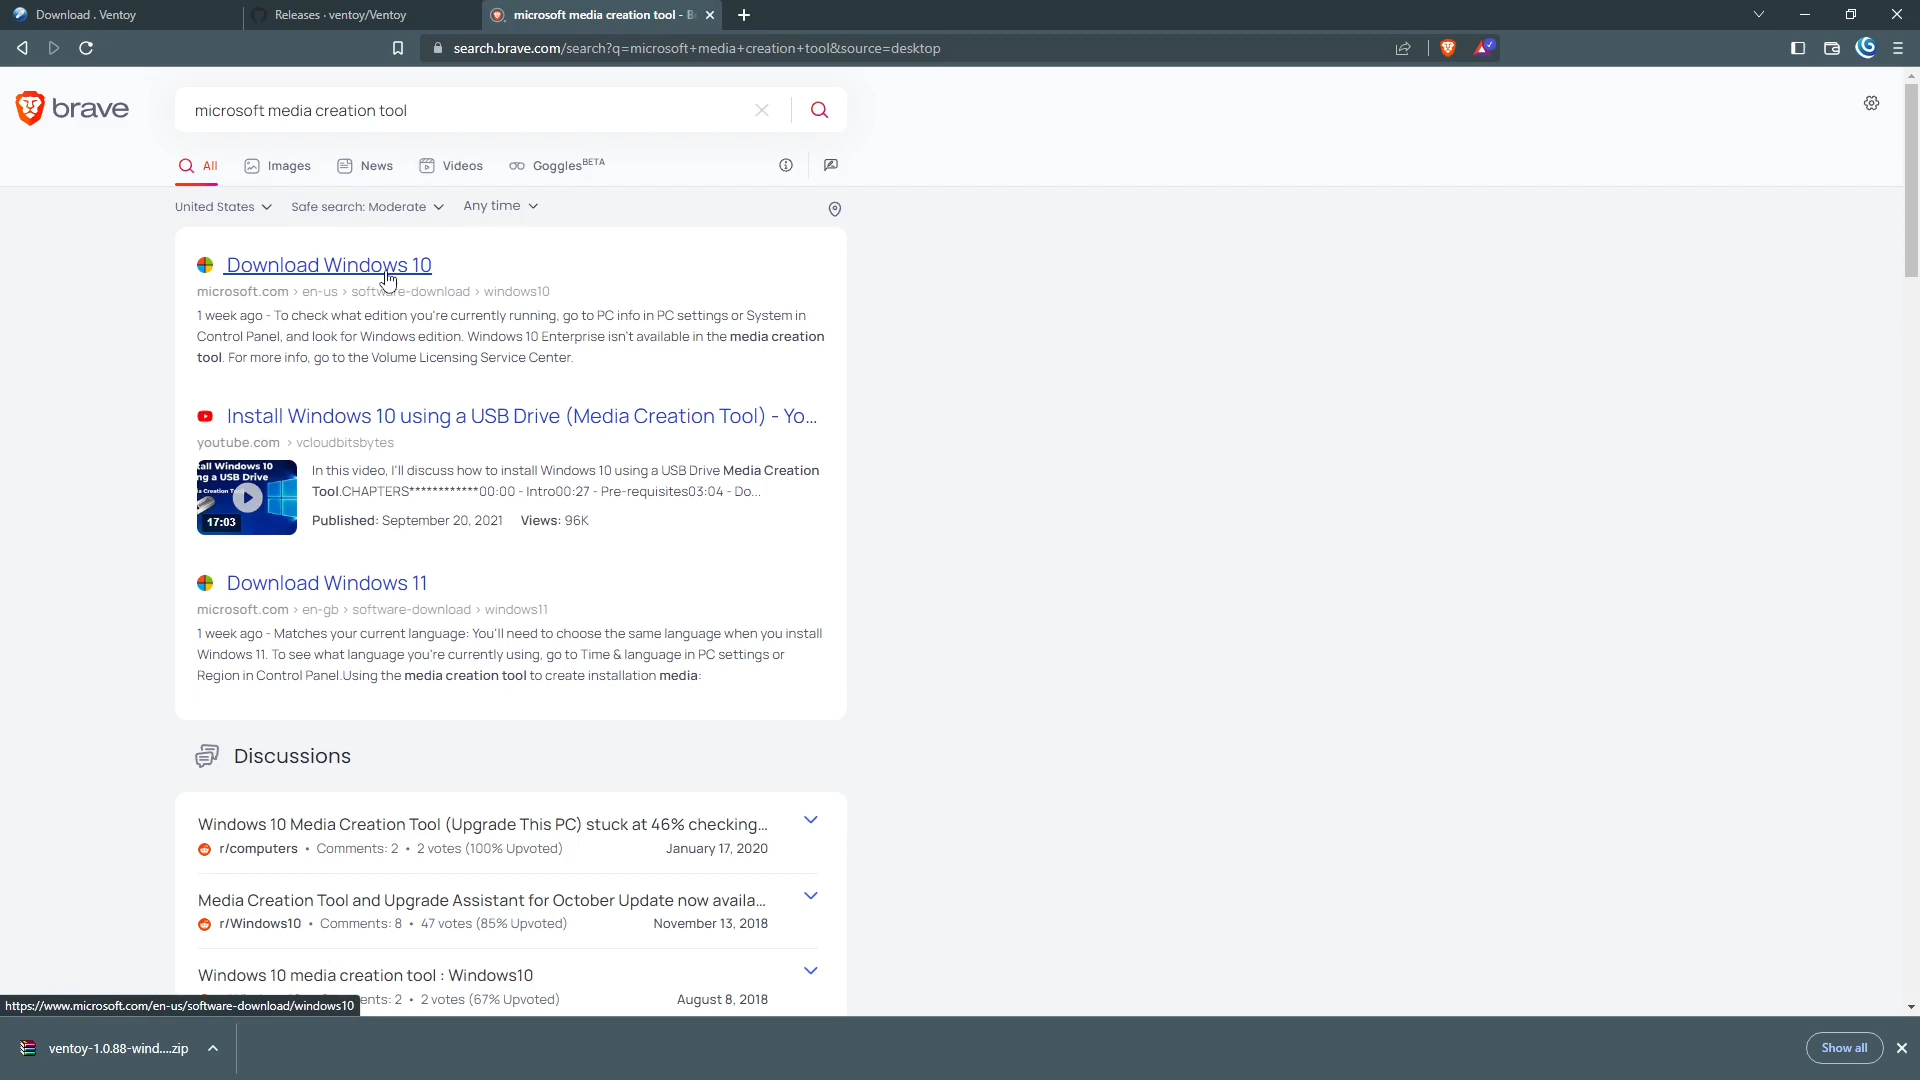 Download . Ventoy
Releases · ventoy/Ventoy
microsoft media creation tool - B
search.brave.com/search?q=microsoft+media+creation+tool&source=desktop
brave
microsoft media creation tool
All
Images
News
Videos
Goggles BETA
United States
Safe search: Moderate
Any time
Download Windows 10
microsoft.com › en-us › software-download › windows10
1 week ago - To check what edition you're currently running, go to PC info in PC settings or System in
Control Panel, and look for Windows edition. Windows 10 Enterprise isn't available in the media creation
tool. For more info, go to the Volume Licensing Service Center.
Install Windows 10 using a USB Drive (Media Creation Tool) - Yo...
youtube.com › vcloudbitsbytes
tall Windows 10
ng a USB Drive
17:03
In this video, I'll discuss how to install Windows 10 using a USB Drive Media Creation
Tool.CHAPTERS************00:00 - Intro00:27 - Pre-requisites03:04 - Do...
Published: September 20, 2021 Views: 96K
Download Windows 11
microsoft.com › en-gb › software-download › windows11
1 week ago - Matches your current language: You'll need to choose the same language when you install
Windows 11. To see what language you're currently using, go to Time & language in PC settings or
Region in Control Panel.Using the media creation tool to create installation media:
Discussions
Windows 10 Media Creation Tool (Upgrade This PC) stuck at 46% checking...
r/computers • Comments: 2 • 2 votes (100% Upvoted) January 17, 2020
Media Creation Tool and Upgrade Assistant for October Update now availa...
r/Windows10 • Comments: 8 • 47 votes (85% Upvoted) November 13, 2018
Windows 10 media creation tool : Windows10
ents: 2 • 2 votes (67% Upvoted) August 8, 2018
https://www.microsoft.com/en-us/software-download/windows10
ventoy-1.0.88-wind....zip
Show all